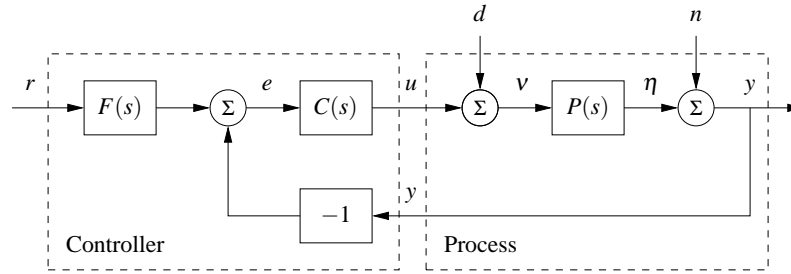 d n
r F(s) Σ e C(s) u Σ ν P(s) η Σ y
−1 y
Controller Process